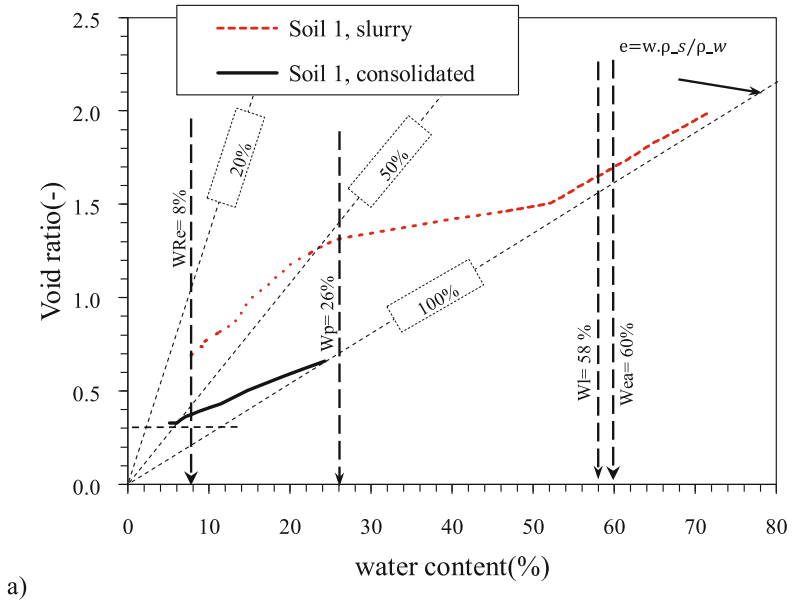 Soil 1, slurry
Soil 1, consolidated
e=w.ρ_s/ρ_w
2.5
2.0
1.5
1.0
0.5
0.0
Void ratio(-)
20%
50%
100%
WRe= 8%
Wp= 26%
Wl= 58 %
Wea= 60%
0
10
20
30
40
50
60
70
80
water content(%)
a)